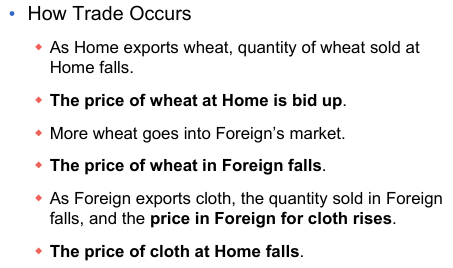 How Trade Occurs
As Home exports wheat, quantity of wheat sold at
Home falls.
The price of wheat at Home is bid up.
More wheat goes into Foreign's market.
The price of wheat in Foreign falls.
As Foreign exports cloth, the quantity sold in Foreign
falls, and the price in Foreign for cloth rises.
The price of cloth at Home falls.